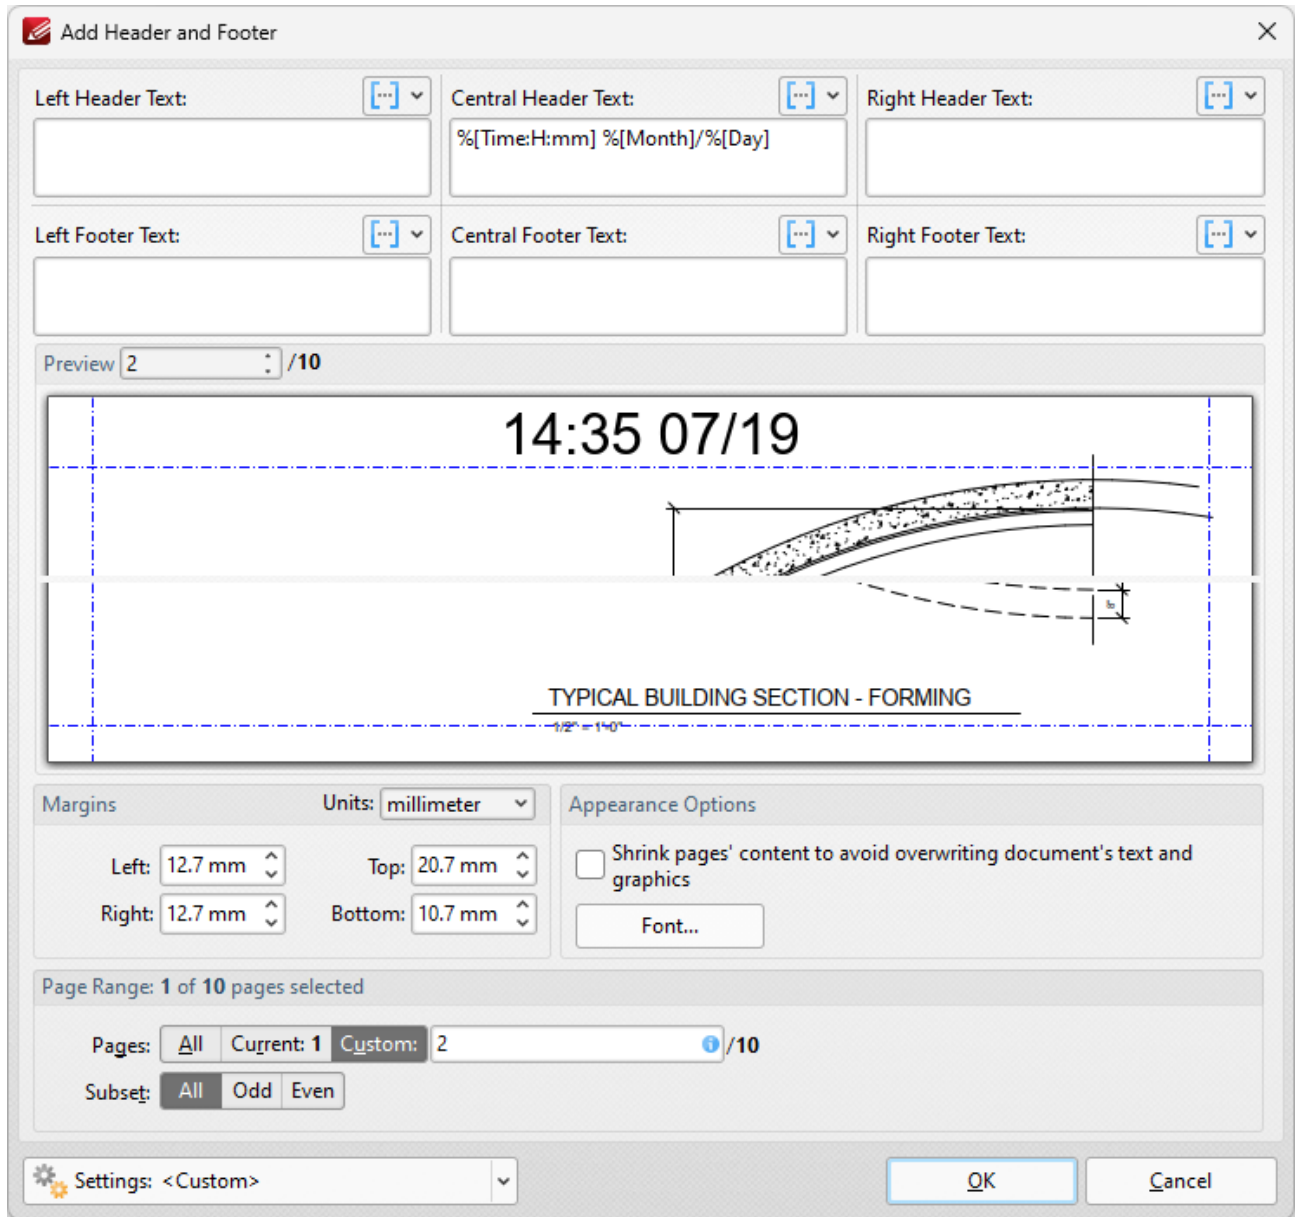 Add Header and Footer
Left Header Text:
Central Header Text:
Right Header Text:
%[Time:H:mm] %[Month]/%[Day]
Left Footer Text:
Central Footer Text:
Right Footer Text:
Preview 2 /10
14:35 07/19
TYPICAL BUILDING SECTION - FORMING
1/2" = 1'-0"
Margins
Units: millimeter
Appearance Options
Left: 12.7 mm
Top: 20.7 mm
Right: 12.7 mm
Bottom: 10.7 mm
Shrink pages' content to avoid overwriting document's text and
graphics
Font...
Page Range: 1 of 10 pages selected
Pages: All Current: 1 Custom: 2 /10
Subset: All Odd Even
Settings: <Custom>
OK
Cancel